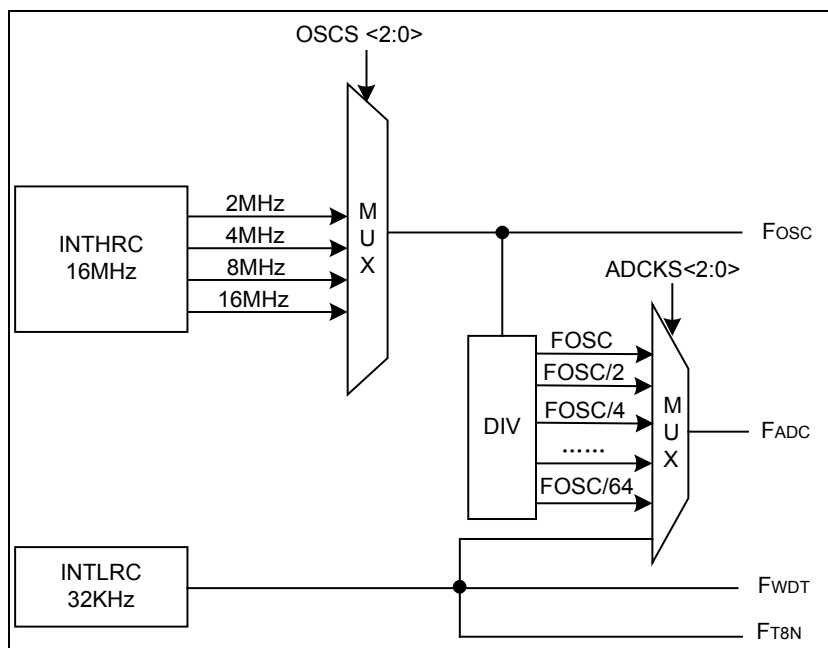 OSCS <2:0>
INTHRC
16MHz
2MHz
4MHz
8MHz
16MHz
M
U
X
FOSC
ADCKS<2:0>
DIV
FOSC
FOSC/2
FOSC/4
......
FOSC/64
M
U
X
FADC
INTLRC
32KHz
FWDT
FT8N